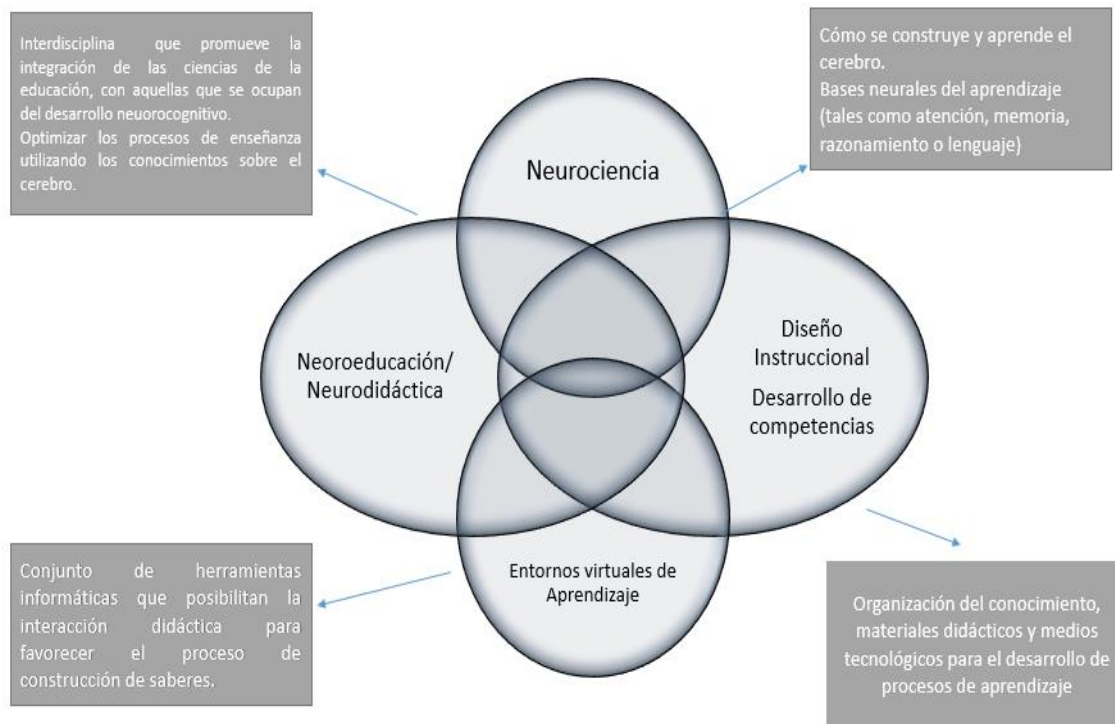 Interdisciplina que promueve la
integración de las ciencias de la
educación, con aquellas que se ocupan
del desarrollo neuorocognitivo.
Optimizar los procesos de enseñanza
utilizando los conocimientos sobre el
cerebro.
Cómo se construye y aprende el
cerebro.
Bases neurales del aprendizaje
(tales como atención, memoria,
razonamiento o lenguaje)
Neurociencia
Neoroeducación/
Neurodidáctica
Diseño
Instruccional
Desarrollo de
competencias
Entornos virtuales de
Aprendizaje
Conjunto de herramientas
informáticas que posibilitan la
interacción didáctica para
favorecer el proceso de
construcción de saberes.
Organización del conocimiento,
materiales didácticos y medios
tecnológicos para el desarrollo de
procesos de aprendizaje